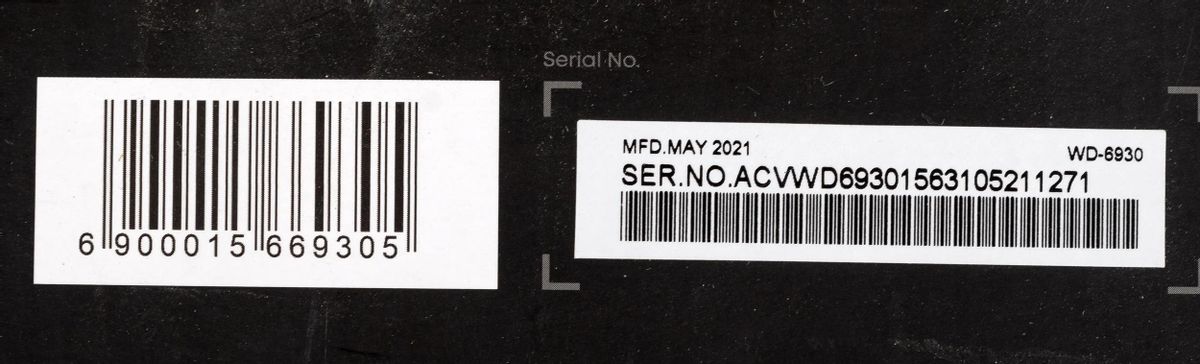 Serial No.
6 900015 669305
MFD.MAY 2021
WD-6930
SER.NO.ACVWD69301563105211271